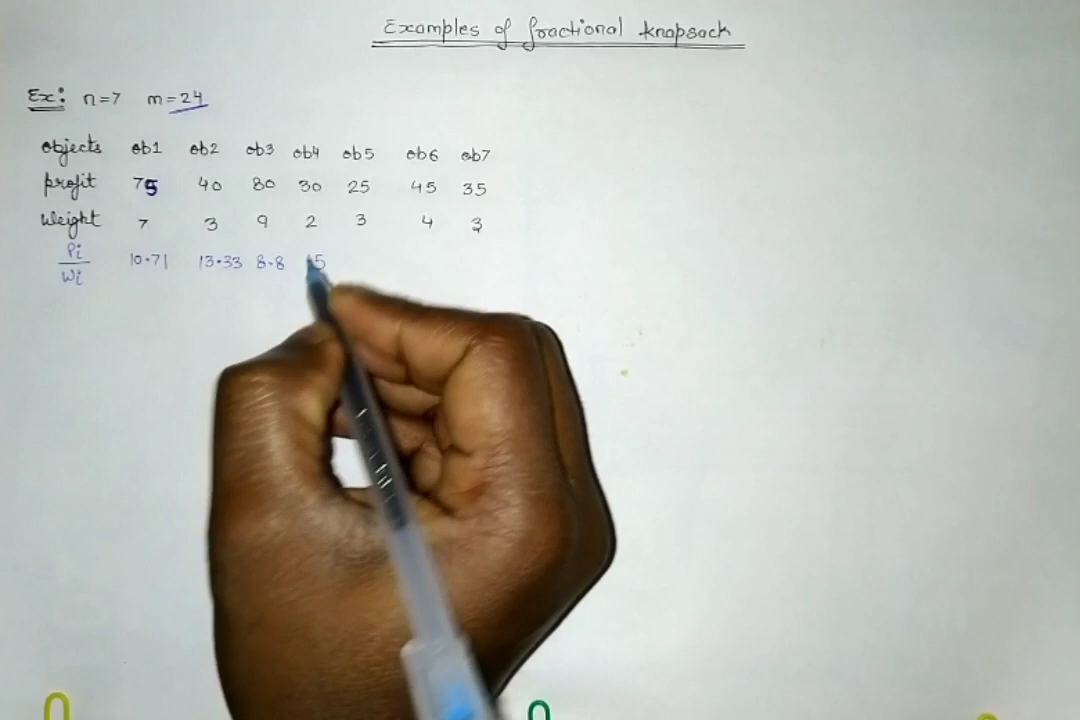 Examples of fractional knapsack
Ex: n=7 m=24
objects ob1 ob2 ob3 ob4 ob5 ob6 ob7
profit 75 40 80 30 25 45 35
Weight 7 3 9 2 3 4 3
Pi
Wi 10.71 13.33 8.8 15